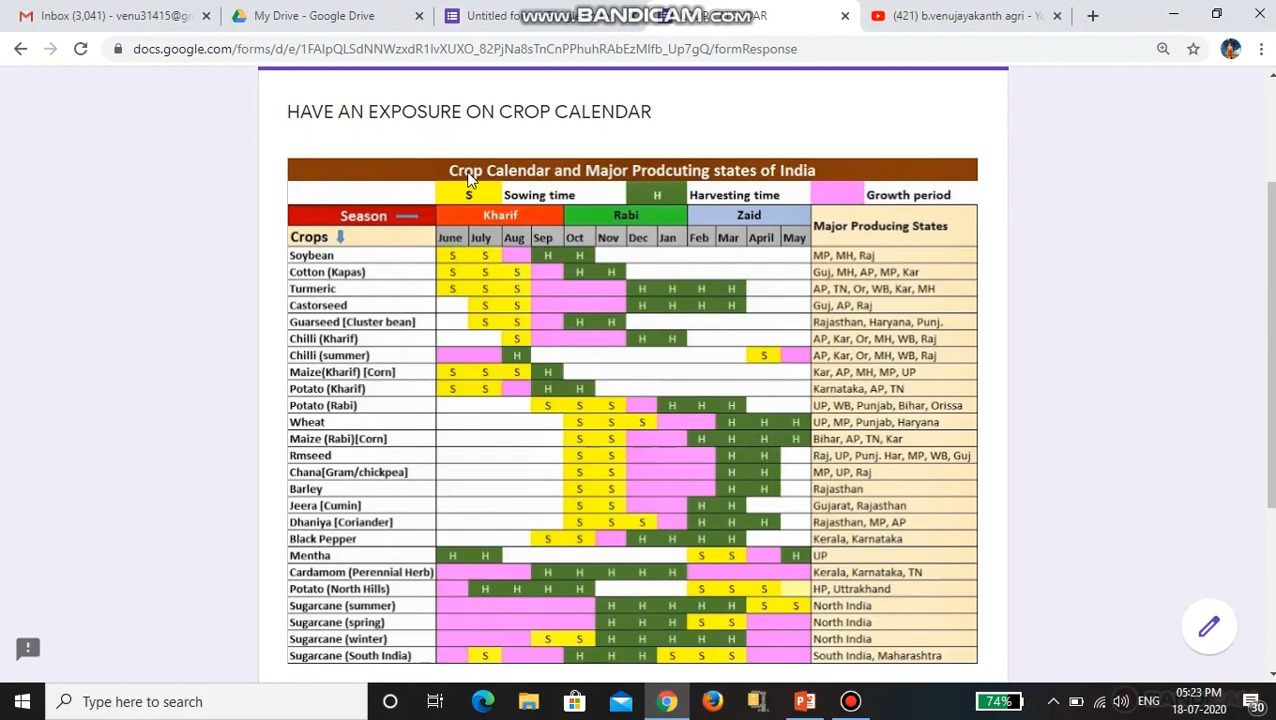 Inbox (3,041) - venu31415@gr
My Drive - Google Drive
Untitled fo
www.BANDICAM.com
AR
(421) b.venujayakanth agri - Yo
docs.google.com/forms/d/e/1FAIpQLSdNNWzxdR1IvXUXO_82PjNa8sTnCnPPhuhRAbEzMIfb_Up7gQ/formResponse
HAVE AN EXPOSURE ON CROP CALENDAR
Crop Calendar and Major Prodcuting states of India
S Sowing time H Harvesting time Growth period
Season Kharif Rabi Zaid Major Producing States
Crops June July Aug Sep Oct Nov Dec Jan Feb Mar April May
Soybean S S H H MP, MH, Raj
Cotton (Kapas) S S S H H Guj, MH, AP, MP, Kar
Turmeric S S S H H H H AP, TN, Or, WB, Kar, MH
Castorseed S S H H H H Guj, AP, Raj
Guarseed [Cluster bean] S S H H Rajasthan, Haryana, Punj.
Chilli (Kharif) S H H AP, Kar, Or, MH, WB, Raj
Chilli (summer) H S AP, Kar, Or, MH, WB, Raj
Maize(Kharif) [Corn] S S S H Kar, AP, MH, MP, UP
Potato (Kharif) S S H H Karnataka, AP, TN
Potato (Rabi) S S S H H H UP, WB, Punjab, Bihar, Orissa
Wheat S S S H H H UP, MP, Punjab, Haryana
Maize (Rabi)[Corn] S S H H H H Bihar, AP, TN, Kar
Rmseed S S H H Raj, UP, Punj. Har, MP, WB, Guj
Chana[Gram/chickpea] S S H H MP, UP, Raj
Barley S S H H Rajasthan
Jeera [Cumin] S S H H Gujarat, Rajasthan
Dhaniya [Coriander] S S S H H H Rajasthan, MP, AP
Black Pepper S S H H H H Kerala, Karnataka
Mentha H H S S H UP
Cardamom (Perennial Herb) H H H H H Kerala, Karnataka, TN
Potato (North Hills) H H H H S S S HP, Uttrakhand
Sugarcane (summer) H H H H H S S North India
Sugarcane (spring) H H H S S North India
Sugarcane (winter) S S H H H H H North India
Sugarcane (South India) S H H H S S S South India, Maharashtra
Type here to search
74%
ENG
05:23 PM
18-07-2020
30